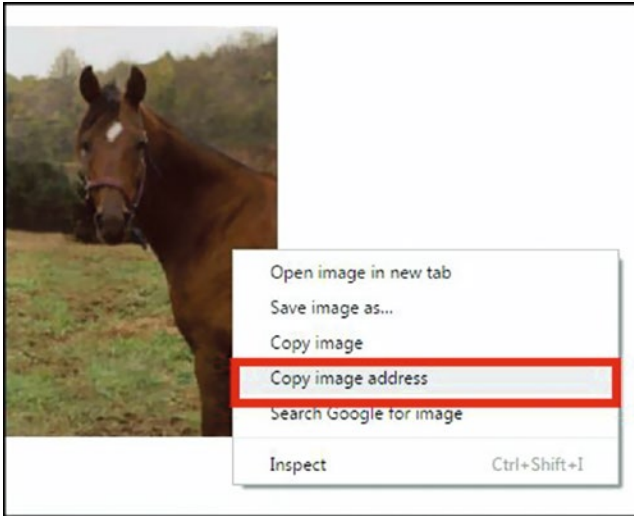 Open image in new tab
Save image as...
Copy image
Copy image address
Search Google for image
Inspect Ctrl+Shift+I